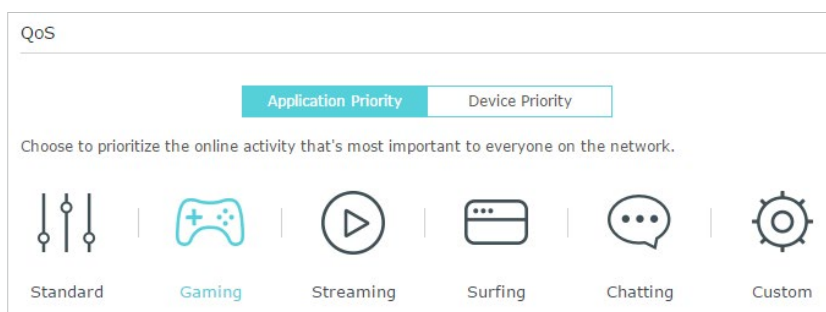 QoS
Application Priority Device Priority
Choose to prioritize the online activity that's most important to everyone on the network.
Standard Gaming Streaming Surfing Chatting Custom